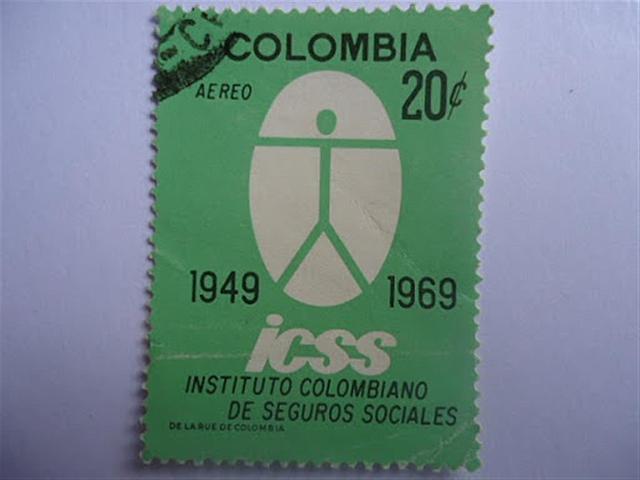 COLOMBIA
AEREO
20¢
1949 1969
icss
INSTITUTO COLOMBIANO
DE SEGUROS SOCIALES
DE LA RUE DE COLOMBIA